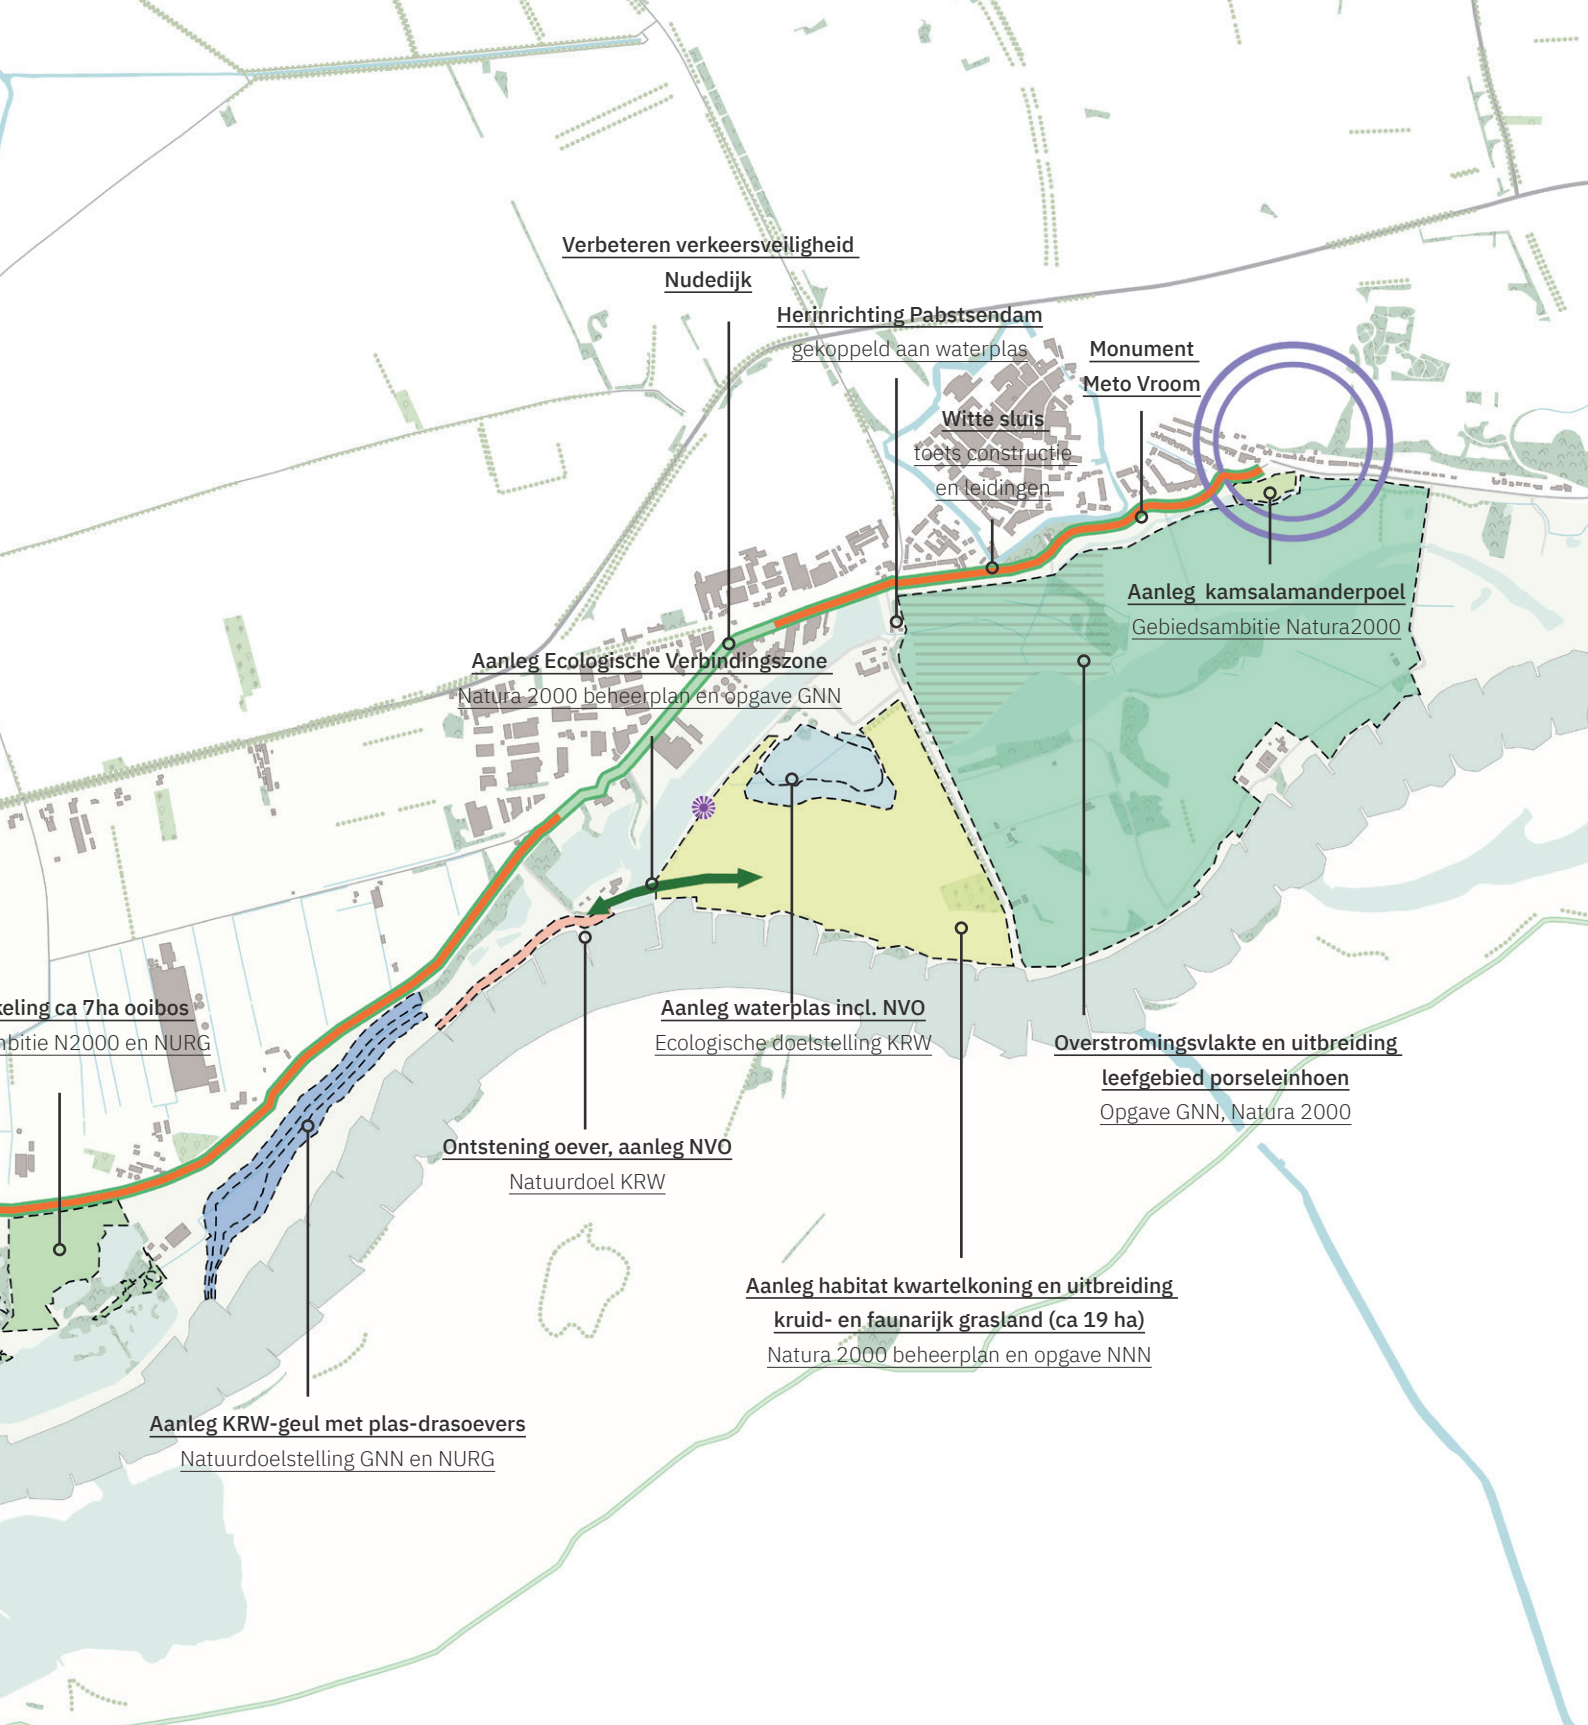 Verbeteren verkeersveiligheid
Nudedijk
Herinrichting Pabstsendam
gekoppeld aan waterplas
Monument
Meto Vroom
Witte sluis
toets constructie
en leidingen
Aanleg kamsalamanderpoel
Gebiedsambitie Natura2000
Aanleg Ecologische Verbindingszone
Natura 2000 beheerplan en opgave GNN
keling ca 7ha ooibos
nbitie N2000 en NURG
Aanleg waterplas incl. NVO
Ecologische doelstelling KRW
Overstromingsvlakte en uitbreiding
leefgebied porseleinhoen
Opgave GNN, Natura 2000
Ontstening oever, aanleg NVO
Natuurdoel KRW
Aanleg habitat kwartelkoning en uitbreiding
kruid- en faunarijk grasland (ca 19 ha)
Natura 2000 beheerplan en opgave NNN
Aanleg KRW-geul met plas-drasoevers
Natuurdoelstelling GNN en NURG